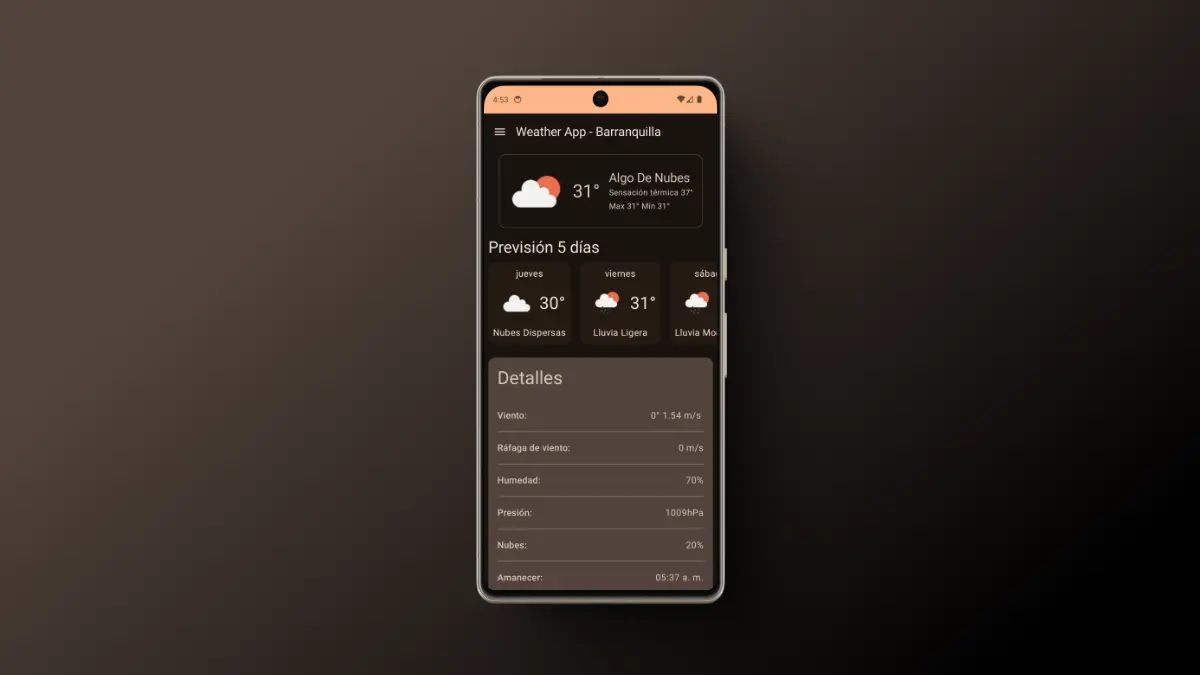 4:53
Weather App - Barranquilla
31°
Algo De Nubes
Sensación térmica 37°
Max 31° Min 31°
Previsión 5 días
jueves
30°
Nubes Dispersas
viernes
31°
Lluvia Ligera
sába
Lluvia Mo
Detalles
Viento: 0° 1.54 m/s
Ráfaga de viento: 0 m/s
Humedad: 70%
Presión: 1009hPa
Nubes: 20%
Amanecer: 05:37 a. m.